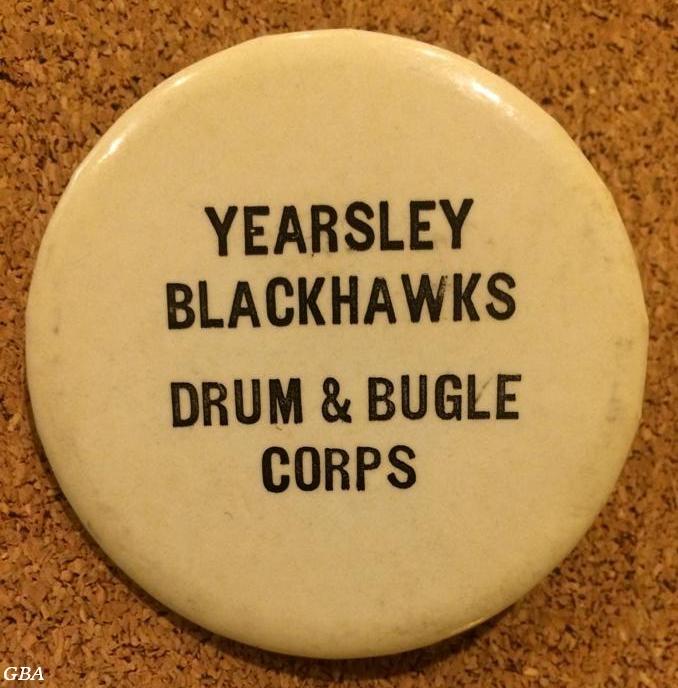 YEARSLEY
BLACKHAWKS
DRUM & BUGLE
CORPS
GBA